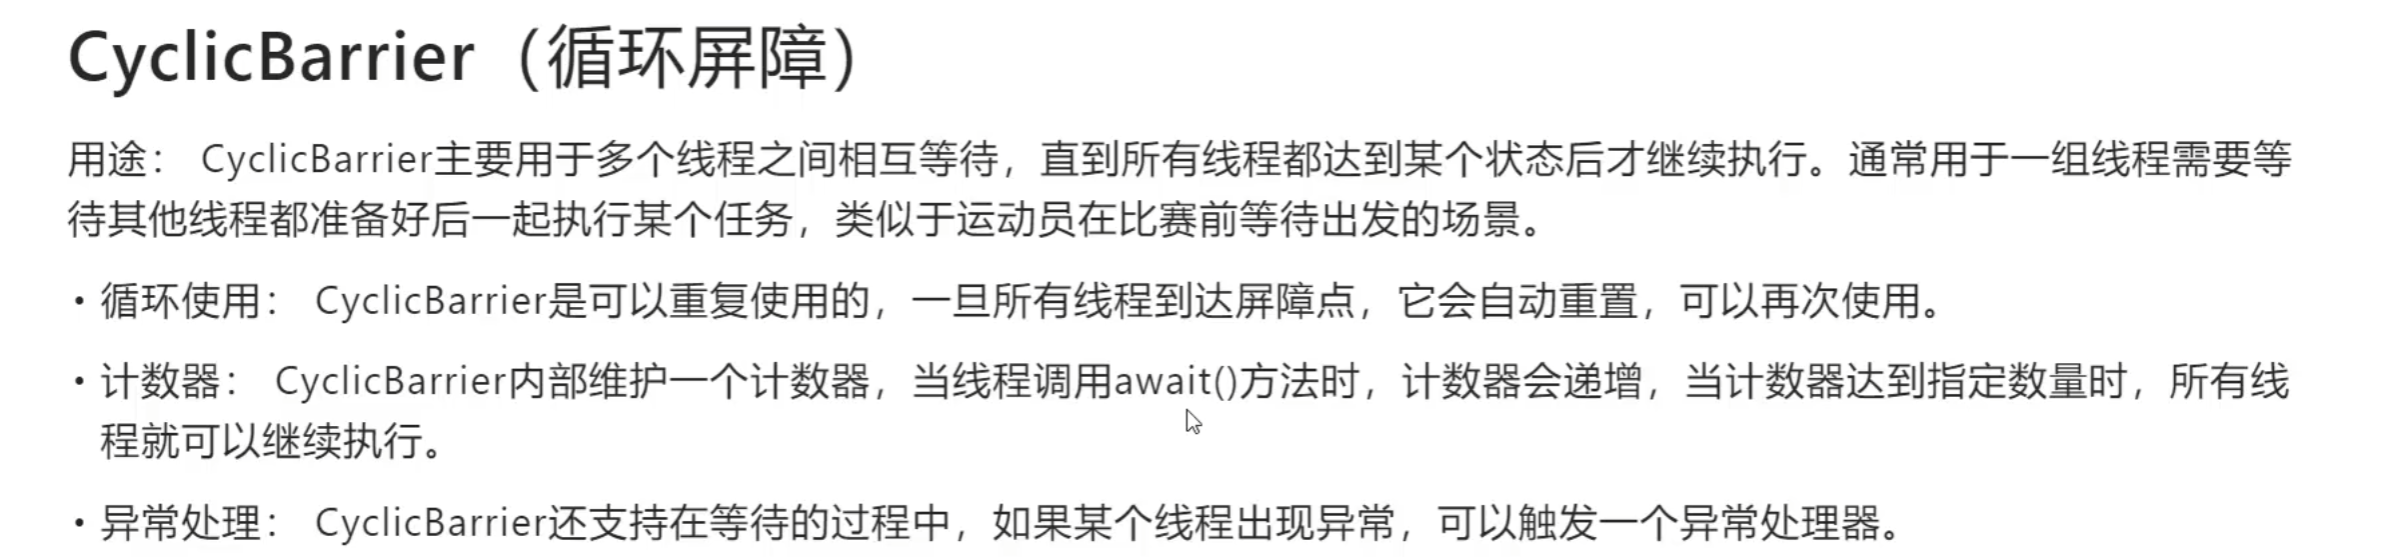 CyclicBarrier（循环屏障）
用途： CyclicBarrier主要用于多个线程之间相互等待，直到所有线程都达到某个状态后才继续执行。通常用于一组线程需要等
待其他线程都准备好后一起执行某个任务，类似于运动员在比赛前等待出发的场景。
• 循环使用： CyclicBarrier是可以重复使用的，一旦所有线程到达屏障点，它会自动重置，可以再次使用。
• 计数器： CyclicBarrier内部维护一个计数器，当线程调用await()方法时，计数器会递增，当计数器达到指定数量时，所有线
程就可以继续执行。
• 异常处理： CyclicBarrier还支持在等待的过程中，如果某个线程出现异常，可以触发一个异常处理器。